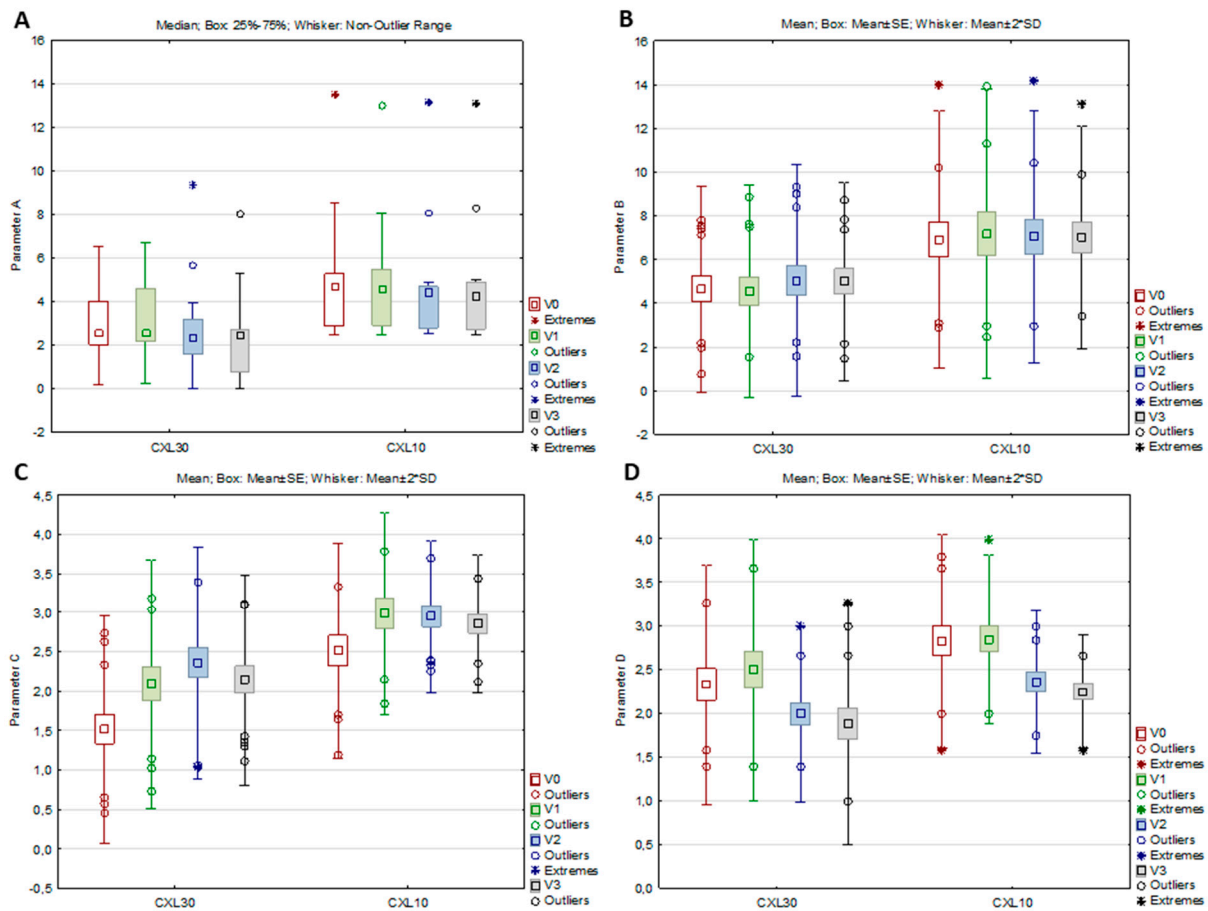 A
Median; Box: 25%-75%; Whisker: Non-Outlier Range
Parameter A
16
14
12
10
8
6
4
2
0
-2
CXL30
CXL10
V0
Extremes
V1
Outliers
V2
Outliers
Extremes
V3
Outliers
Extremes
B
Mean; Box: Mean±SE; Whisker: Mean±2*SD
Parameter B
16
14
12
10
8
6
4
2
0
-2
CXL30
CXL10
V0
Outliers
Extremes
V1
Outliers
V2
Outliers
Extremes
V3
Outliers
Extremes
C
Mean; Box: Mean±SE; Whisker: Mean±2*SD
Parameter C
4,5
4,0
3,5
3,0
2,5
2,0
1,5
1,0
0,5
0,0
-0,5
CXL30
CXL10
V0
Outliers
V1
Outliers
V2
Outliers
Extremes
V3
Outliers
D
Mean; Box: Mean±SE; Whisker: Mean±2*SD
Parameter D
4,5
4,0
3,5
3,0
2,5
2,0
1,5
1,0
0,5
0,0
CXL30
CXL10
V0
Outliers
Extremes
V1
Outliers
Extremes
V2
Outliers
Extremes
V3
Outliers
Extremes